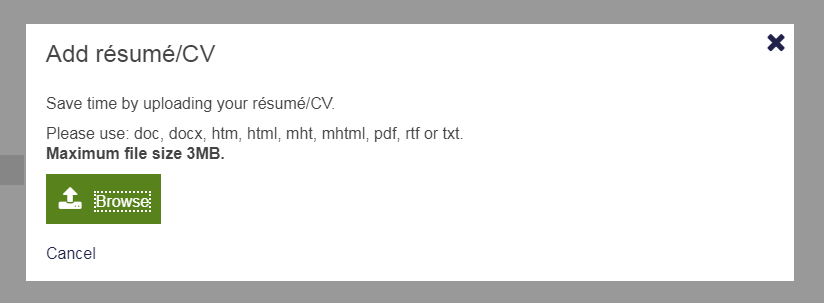 Add résumé/CV
Save time by uploading your résumé/CV.
Please use: doc, docx, htm, html, mht, mhtml, pdf, rtf or txt.
Maximum file size 3MB.
Browse
Cancel